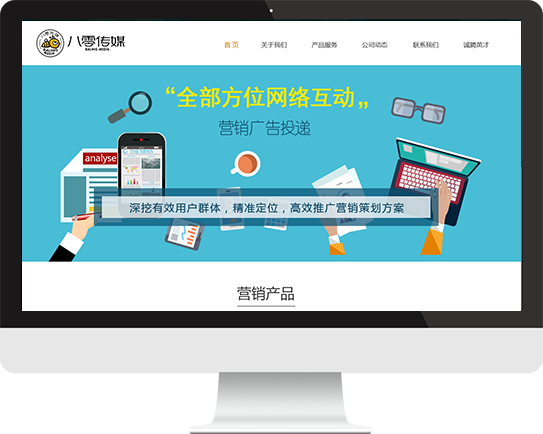 八零传媒
BALING MEDIA
首页 关于我们 产品服务 公司动态 联系我们 诚聘英才
“全部方位网络互动„
营销广告投递
analyse
THE NEWS
深挖有效用户群体，精准定位，高效推广营销策划方案
营销产品